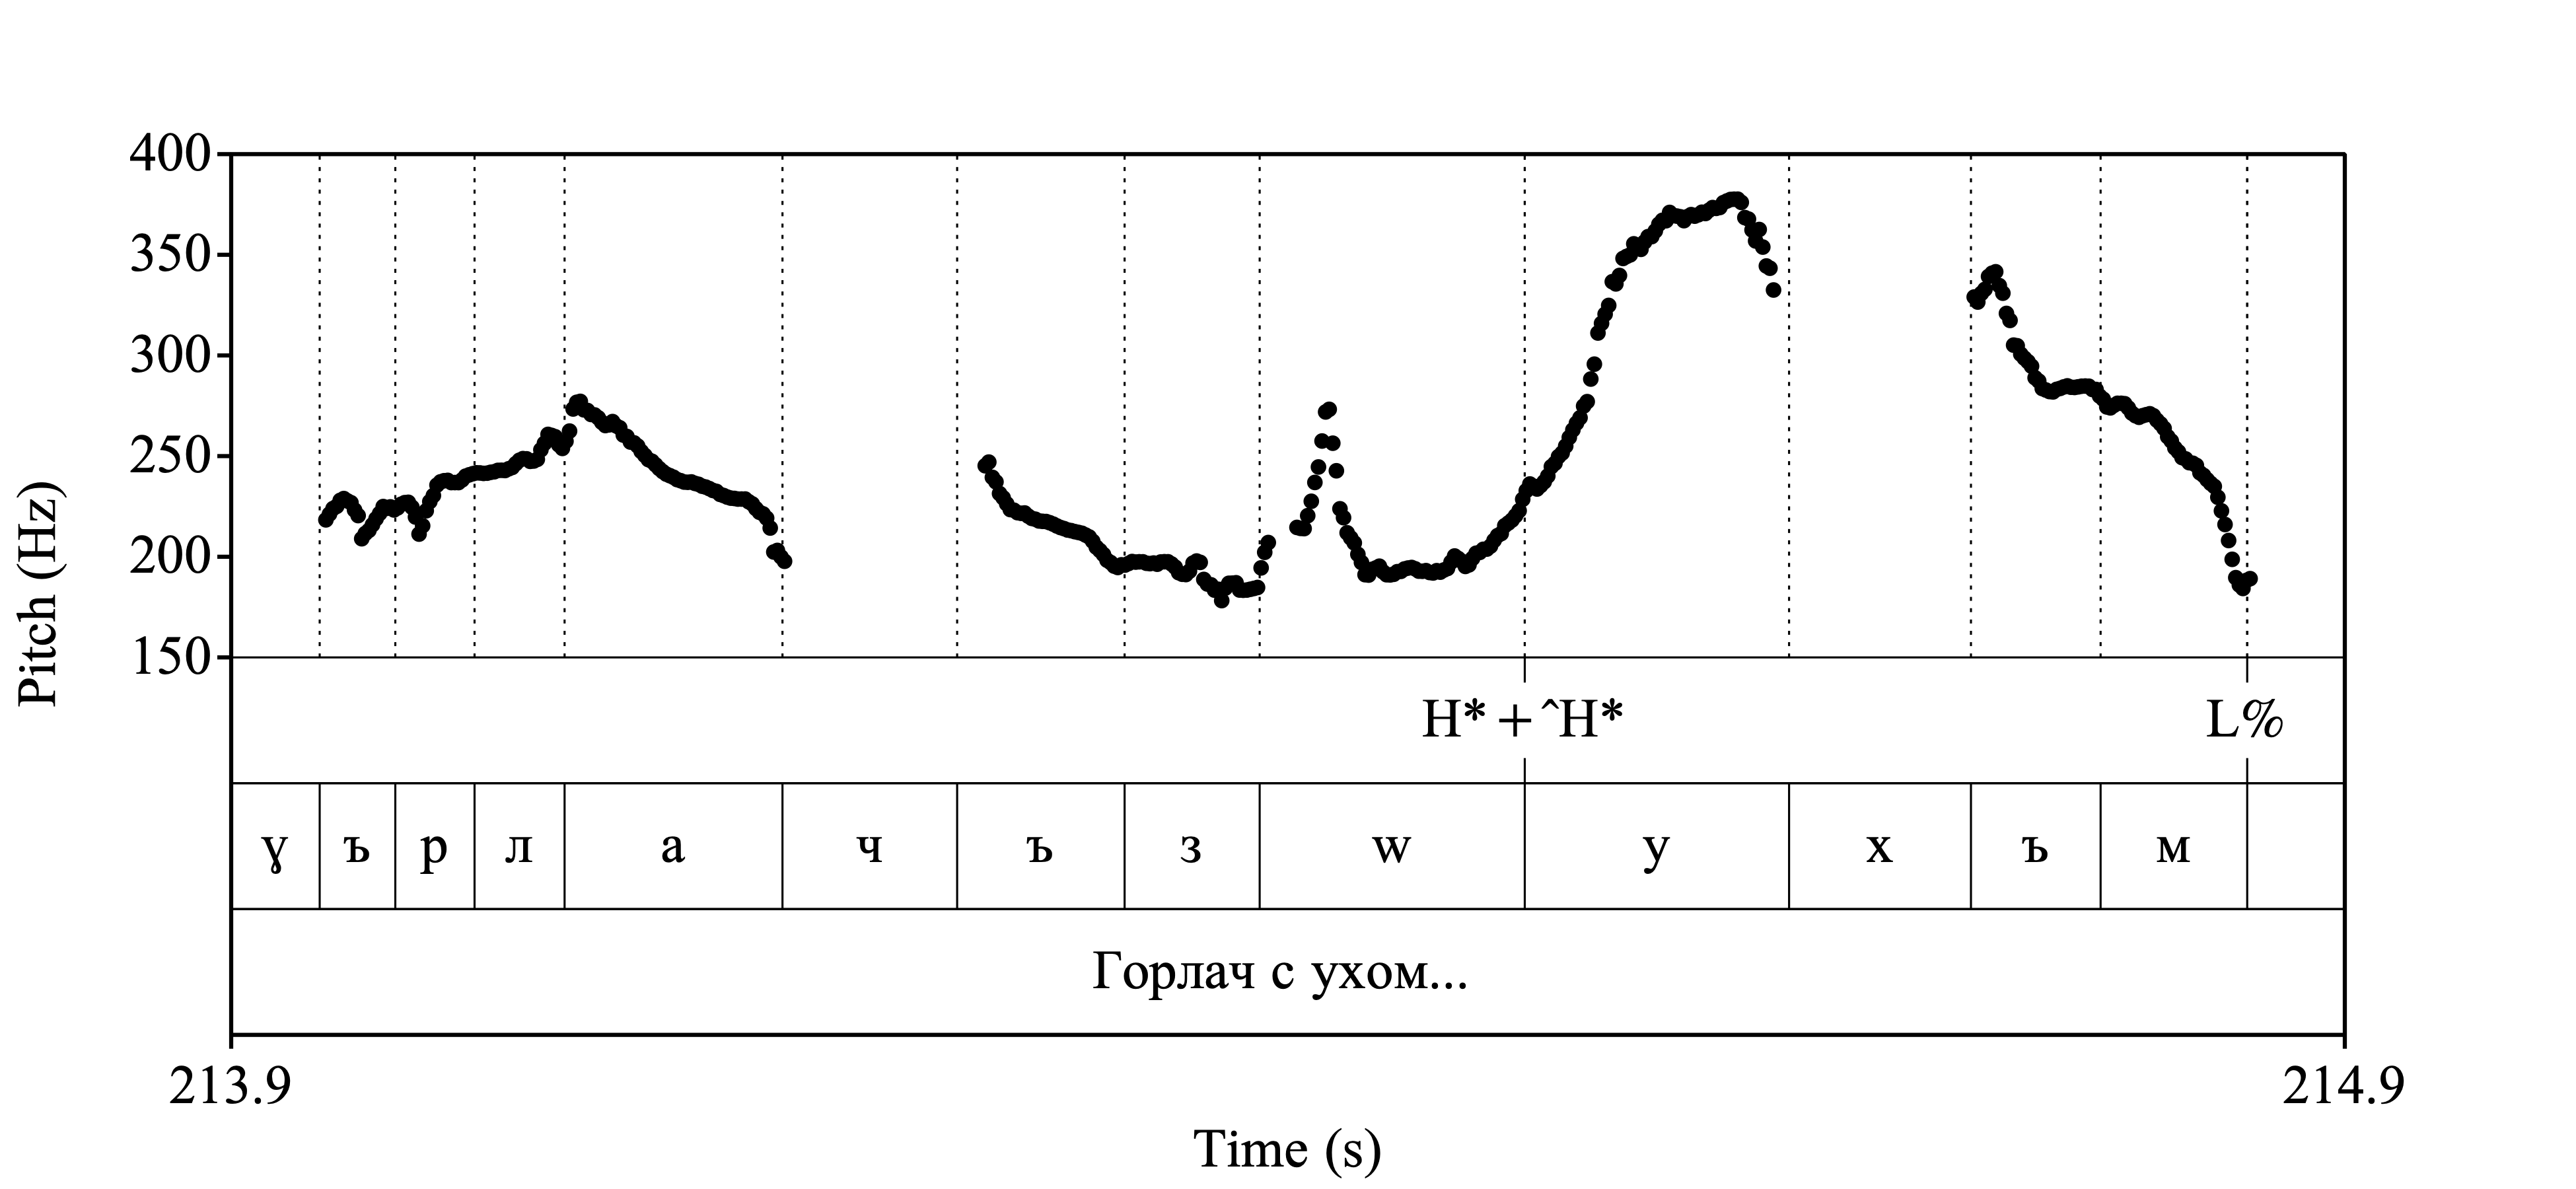 400
350
300
250
200
150
Pitch (Hz)
H* + ^H* L%
ɣ ъ р л а ч ъ з w у х ъ м
Горлач с ухом...
213.9 214.9
Time (s)